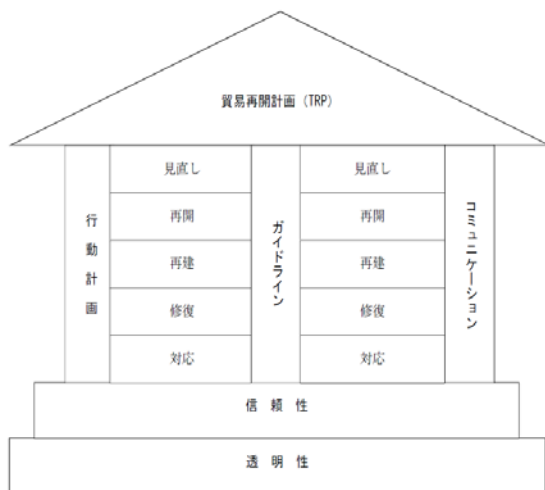 貿易再開計画（TRP）
行動計画
見直し
再開
再建
修復
対応
ガイドライン
見直し
再開
再建
修復
対応
コミュニケーション
信頼性
透明性